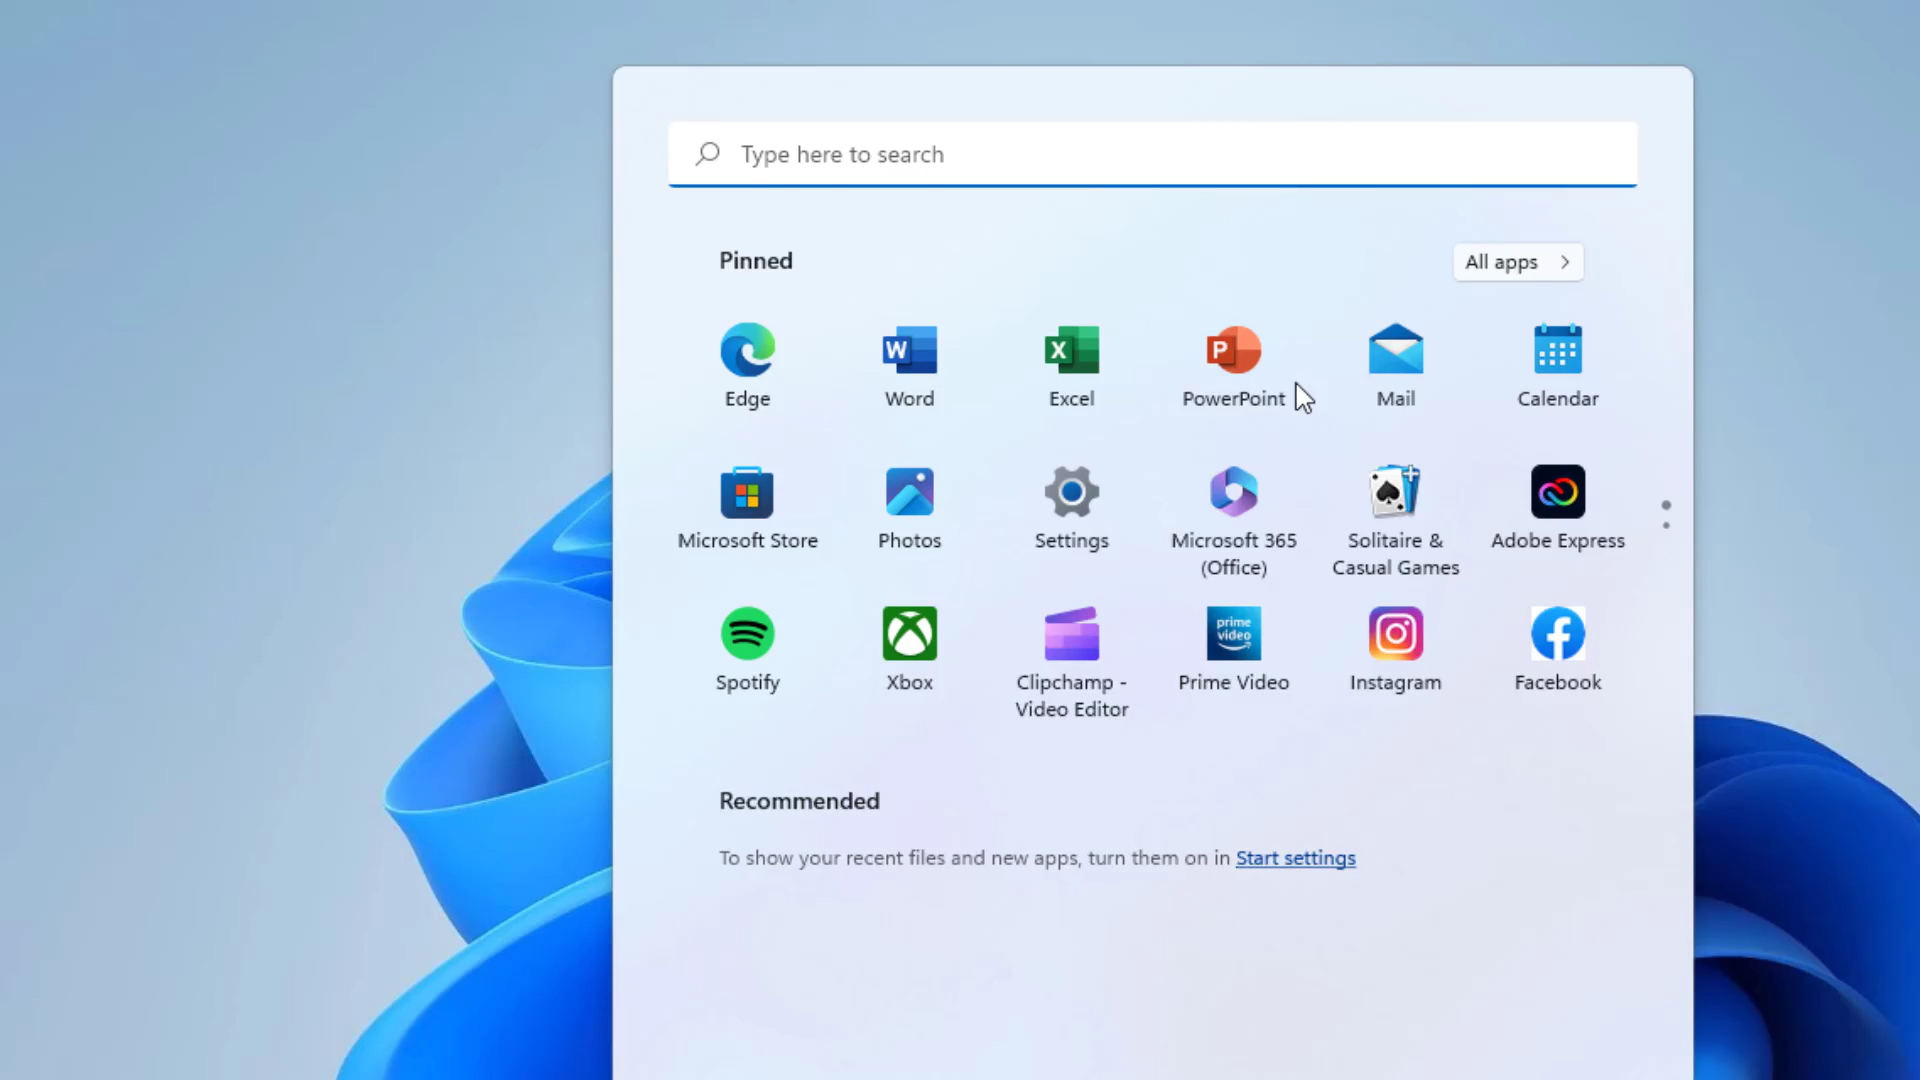 Type here to search
Pinned
All apps
Edge
Word
Excel
PowerPoint
Mail
Calendar
Microsoft Store
Photos
Settings
Microsoft 365
(Office)
Solitaire &
Casual Games
Adobe Express
prime
video
Spotify
Xbox
Clipchamp -
Video Editor
Prime Video
Instagram
Facebook
Recommended
To show your recent files and new apps, turn them on in Start settings